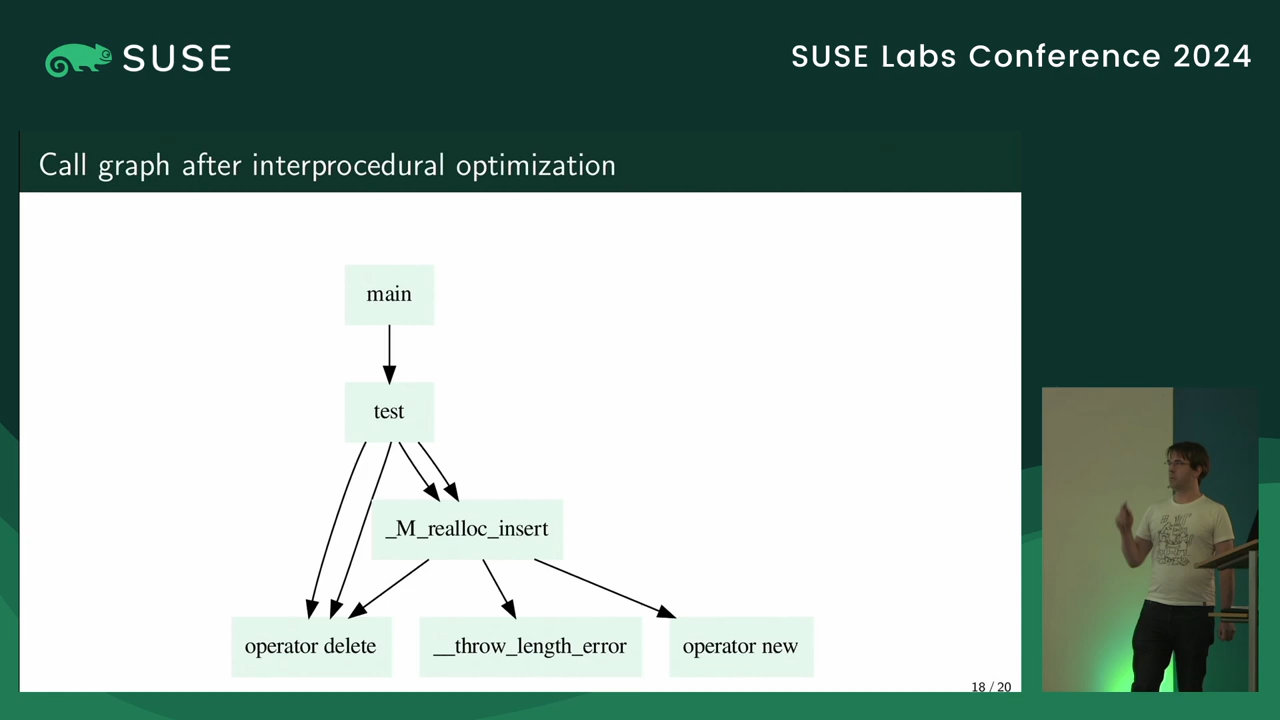 SUSE
SUSE Labs Conference 2024
Call graph after interprocedural optimization
main
test
_M_realloc_insert
operator delete
__throw_length_error
operator new
18 / 20